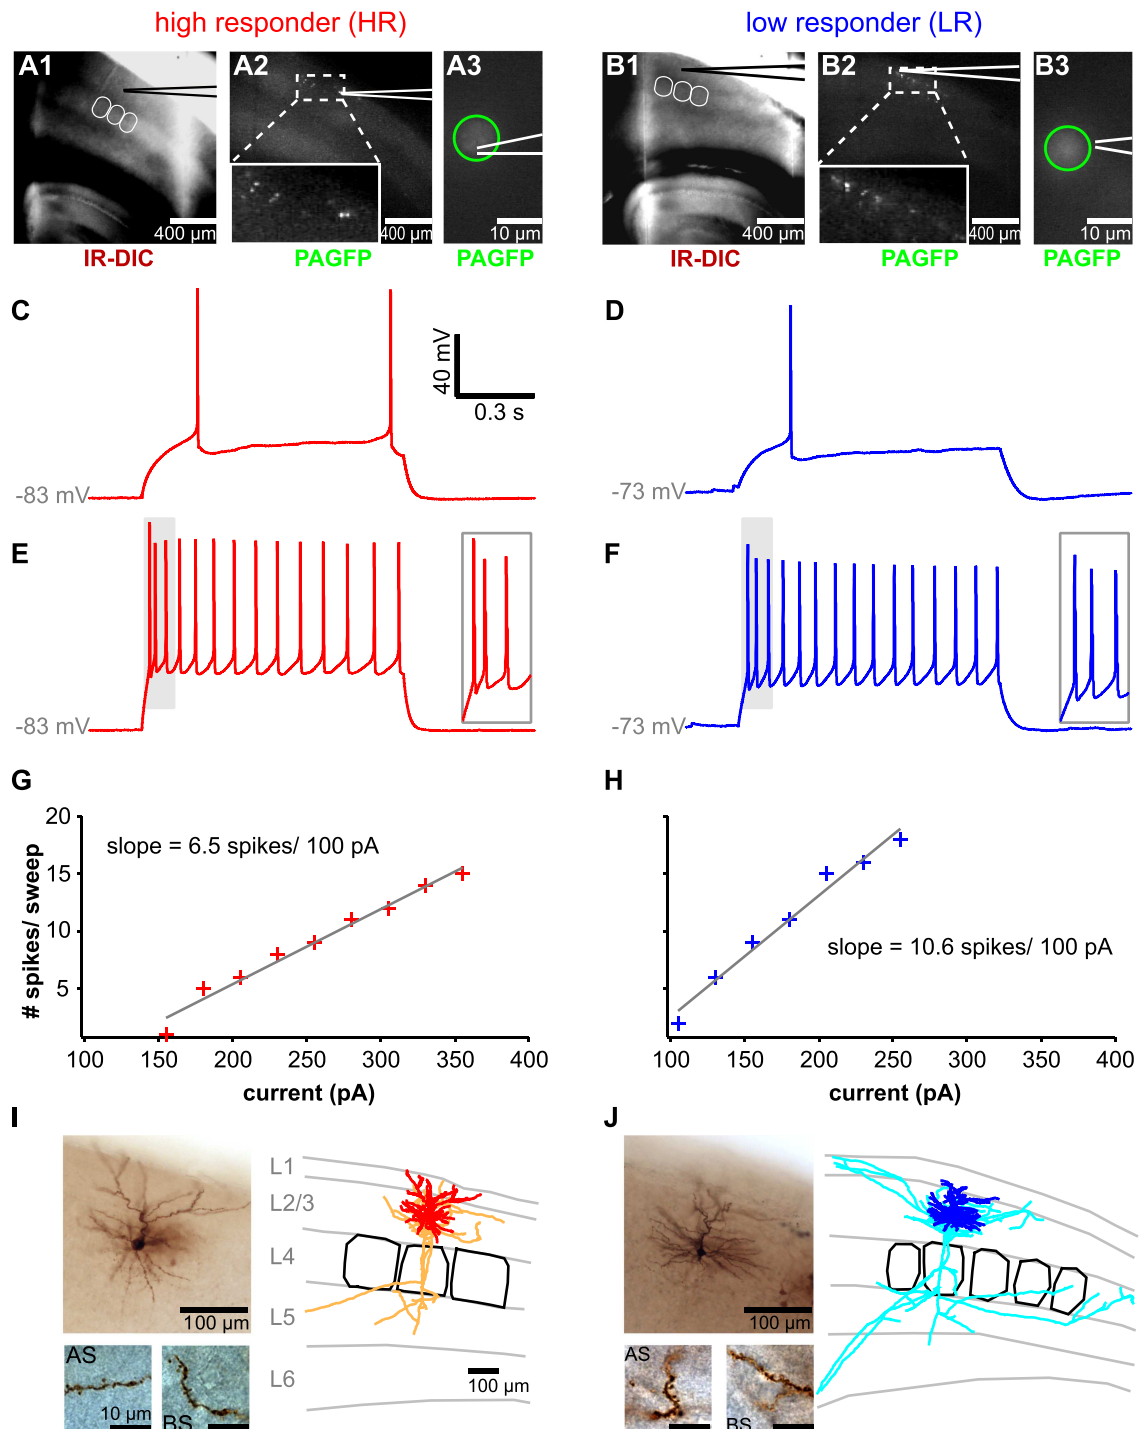 high responder (HR)
low responder (LR)
A1
A2
A3
B1
B2
B3
400 µm
400 µm
10 µm
400 µm
400 µm
10 µm
IR-DIC
PAGFP
PAGFP
IR-DIC
PAGFP
PAGFP
C
D
40 mV
0.3 s
-83 mV
-73 mV
E
F
-83 mV
-73 mV
G
H
# spikes/ sweep
20
15
10
5
slope = 6.5 spikes/ 100 pA
slope = 10.6 spikes/ 100 pA
100 150 200 250 300 350 400
100 150 200 250 300 350 400
current (pA)
current (pA)
I
J
100 µm
L1
L2/3
L4
L5
L6
100 µm
100 µm
AS
10 µm
BS
AS
BS